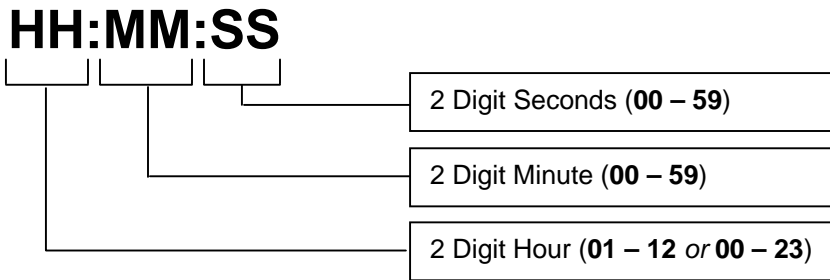 HH:MM:SS
2 Digit Seconds (00 – 59)
2 Digit Minute (00 – 59)
2 Digit Hour (01 – 12 or 00 – 23)